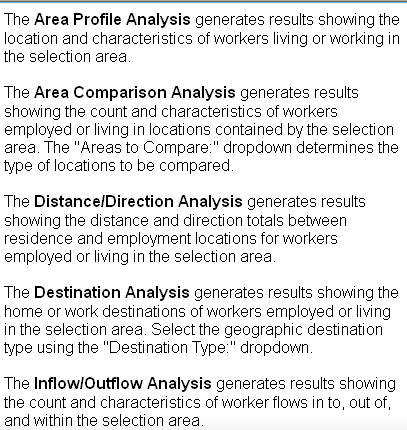 The Area Profile Analysis generates results showing the
location and characteristics of workers living or working in
the selection area.
The Area Comparison Analysis generates results
showing the count and characteristics of workers
employed or living in locations contained by the selection
area. The "Areas to Compare:" dropdown determines the
type of locations to be compared.
The Distance/Direction Analysis generates results
showing the distance and direction totals between
residence and employment locations for workers
employed or living in the selection area.
The Destination Analysis generates results showing the
home or work destinations of workers employed or living
in the selection area. Select the geographic destination
type using the "Destination Type:" dropdown.
The Inflow/Outflow Analysis generates results showing
the count and characteristics of worker flows in to, out of,
and within the selection area.